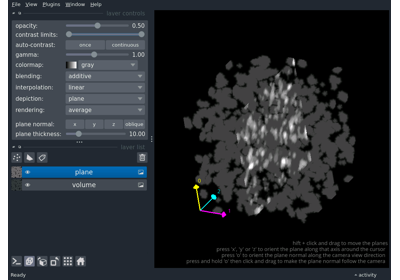 File View Plugins Window Help
layer controls
opacity: 0.50
contrast limits:
auto-contrast: once continuous
gamma: 1.00
colormap: gray
blending: additive
interpolation: linear
depiction: plane
rendering: average
plane normal: x y z oblique
plane thickness: 10.00
layer list
plane
volume
shift + click and drag to move the planes
press 'x', 'y' or 'z' to orient the plane along that axis around the cursor
press 'o' to orient the plane normal along the camera view direction
press and hold 'o' then click and drag to make the plane normal follow the camera
Ready
activity